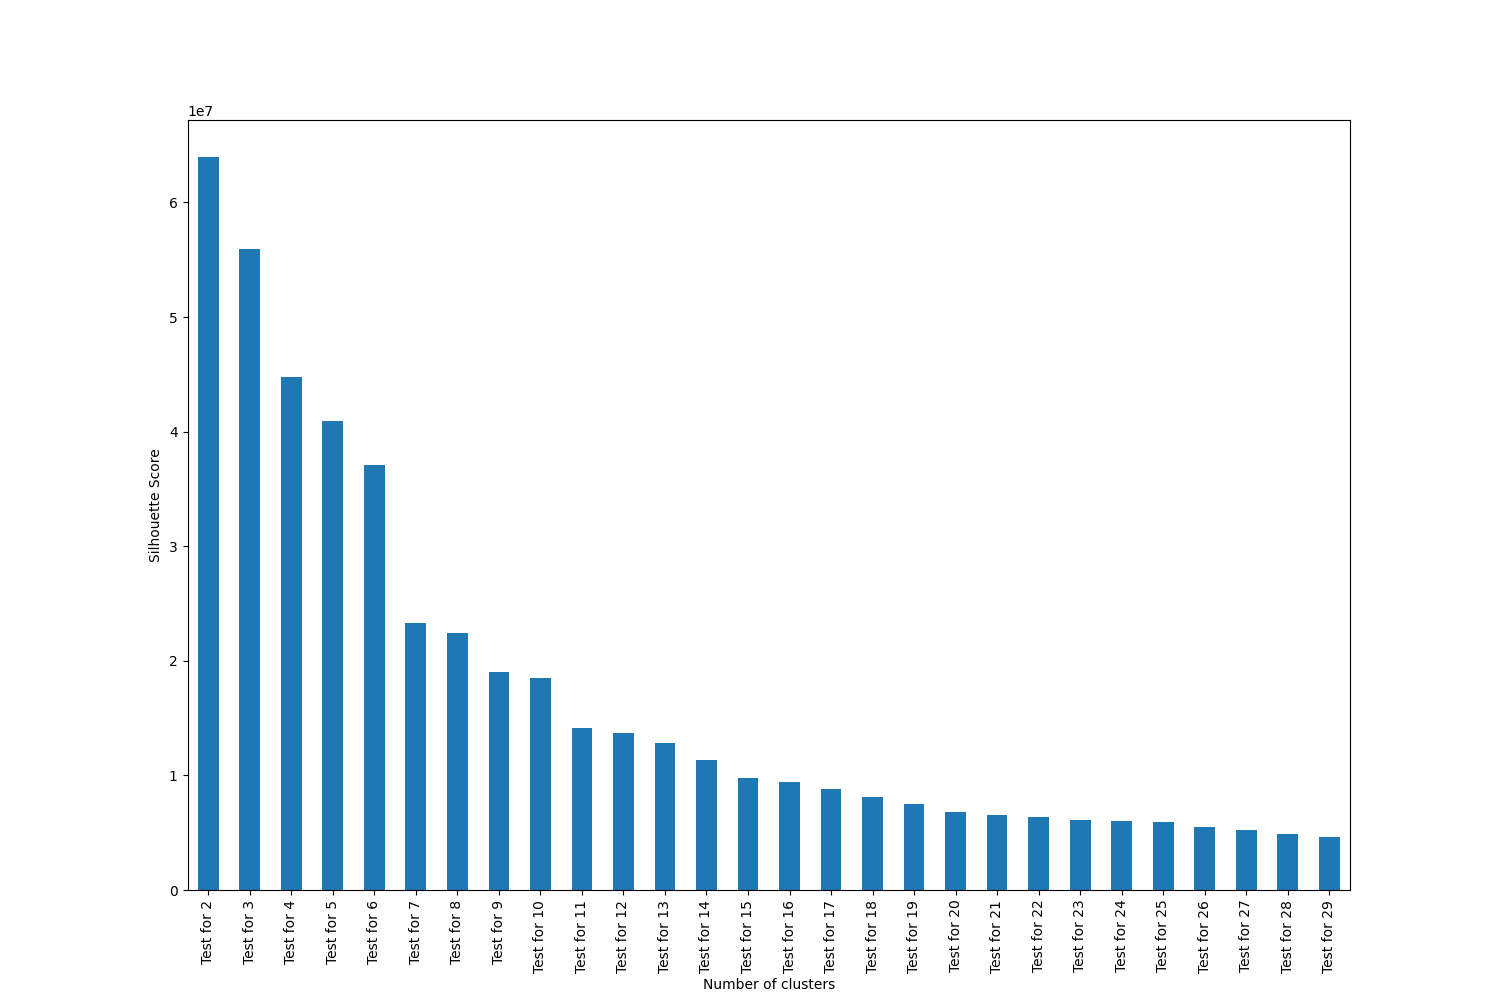 1e7
6
5
4
3
2
1
0
Silhouette Score
Test for 2
Test for 3
Test for 4
Test for 5
Test for 6
Test for 7
Test for 8
Test for 9
Test for 10
Test for 11
Test for 12
Test for 13
Test for 14
Test for 15
Test for 16
Test for 17
Test for 18
Test for 19
Test for 20
Test for 21
Test for 22
Test for 23
Test for 24
Test for 25
Test for 26
Test for 27
Test for 28
Test for 29
Number of clusters